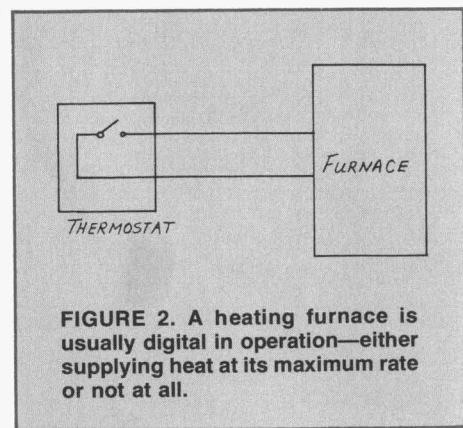 FURNACE
THERMOSTAT
FIGURE 2. A heating furnace is
usually digital in operation—either
supplying heat at its maximum rate
or not at all.